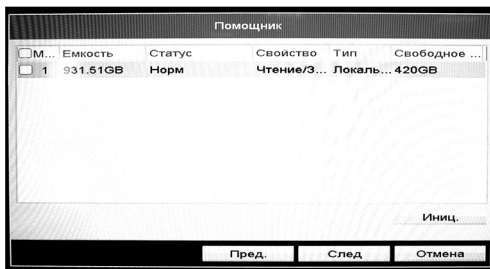 Помощник
М... Емкость Статус Свойство Тип Свободное ...
1 931.51GB Норм Чтение/З... Локаль... 420GB
Иниц.
Пред. След Отмена